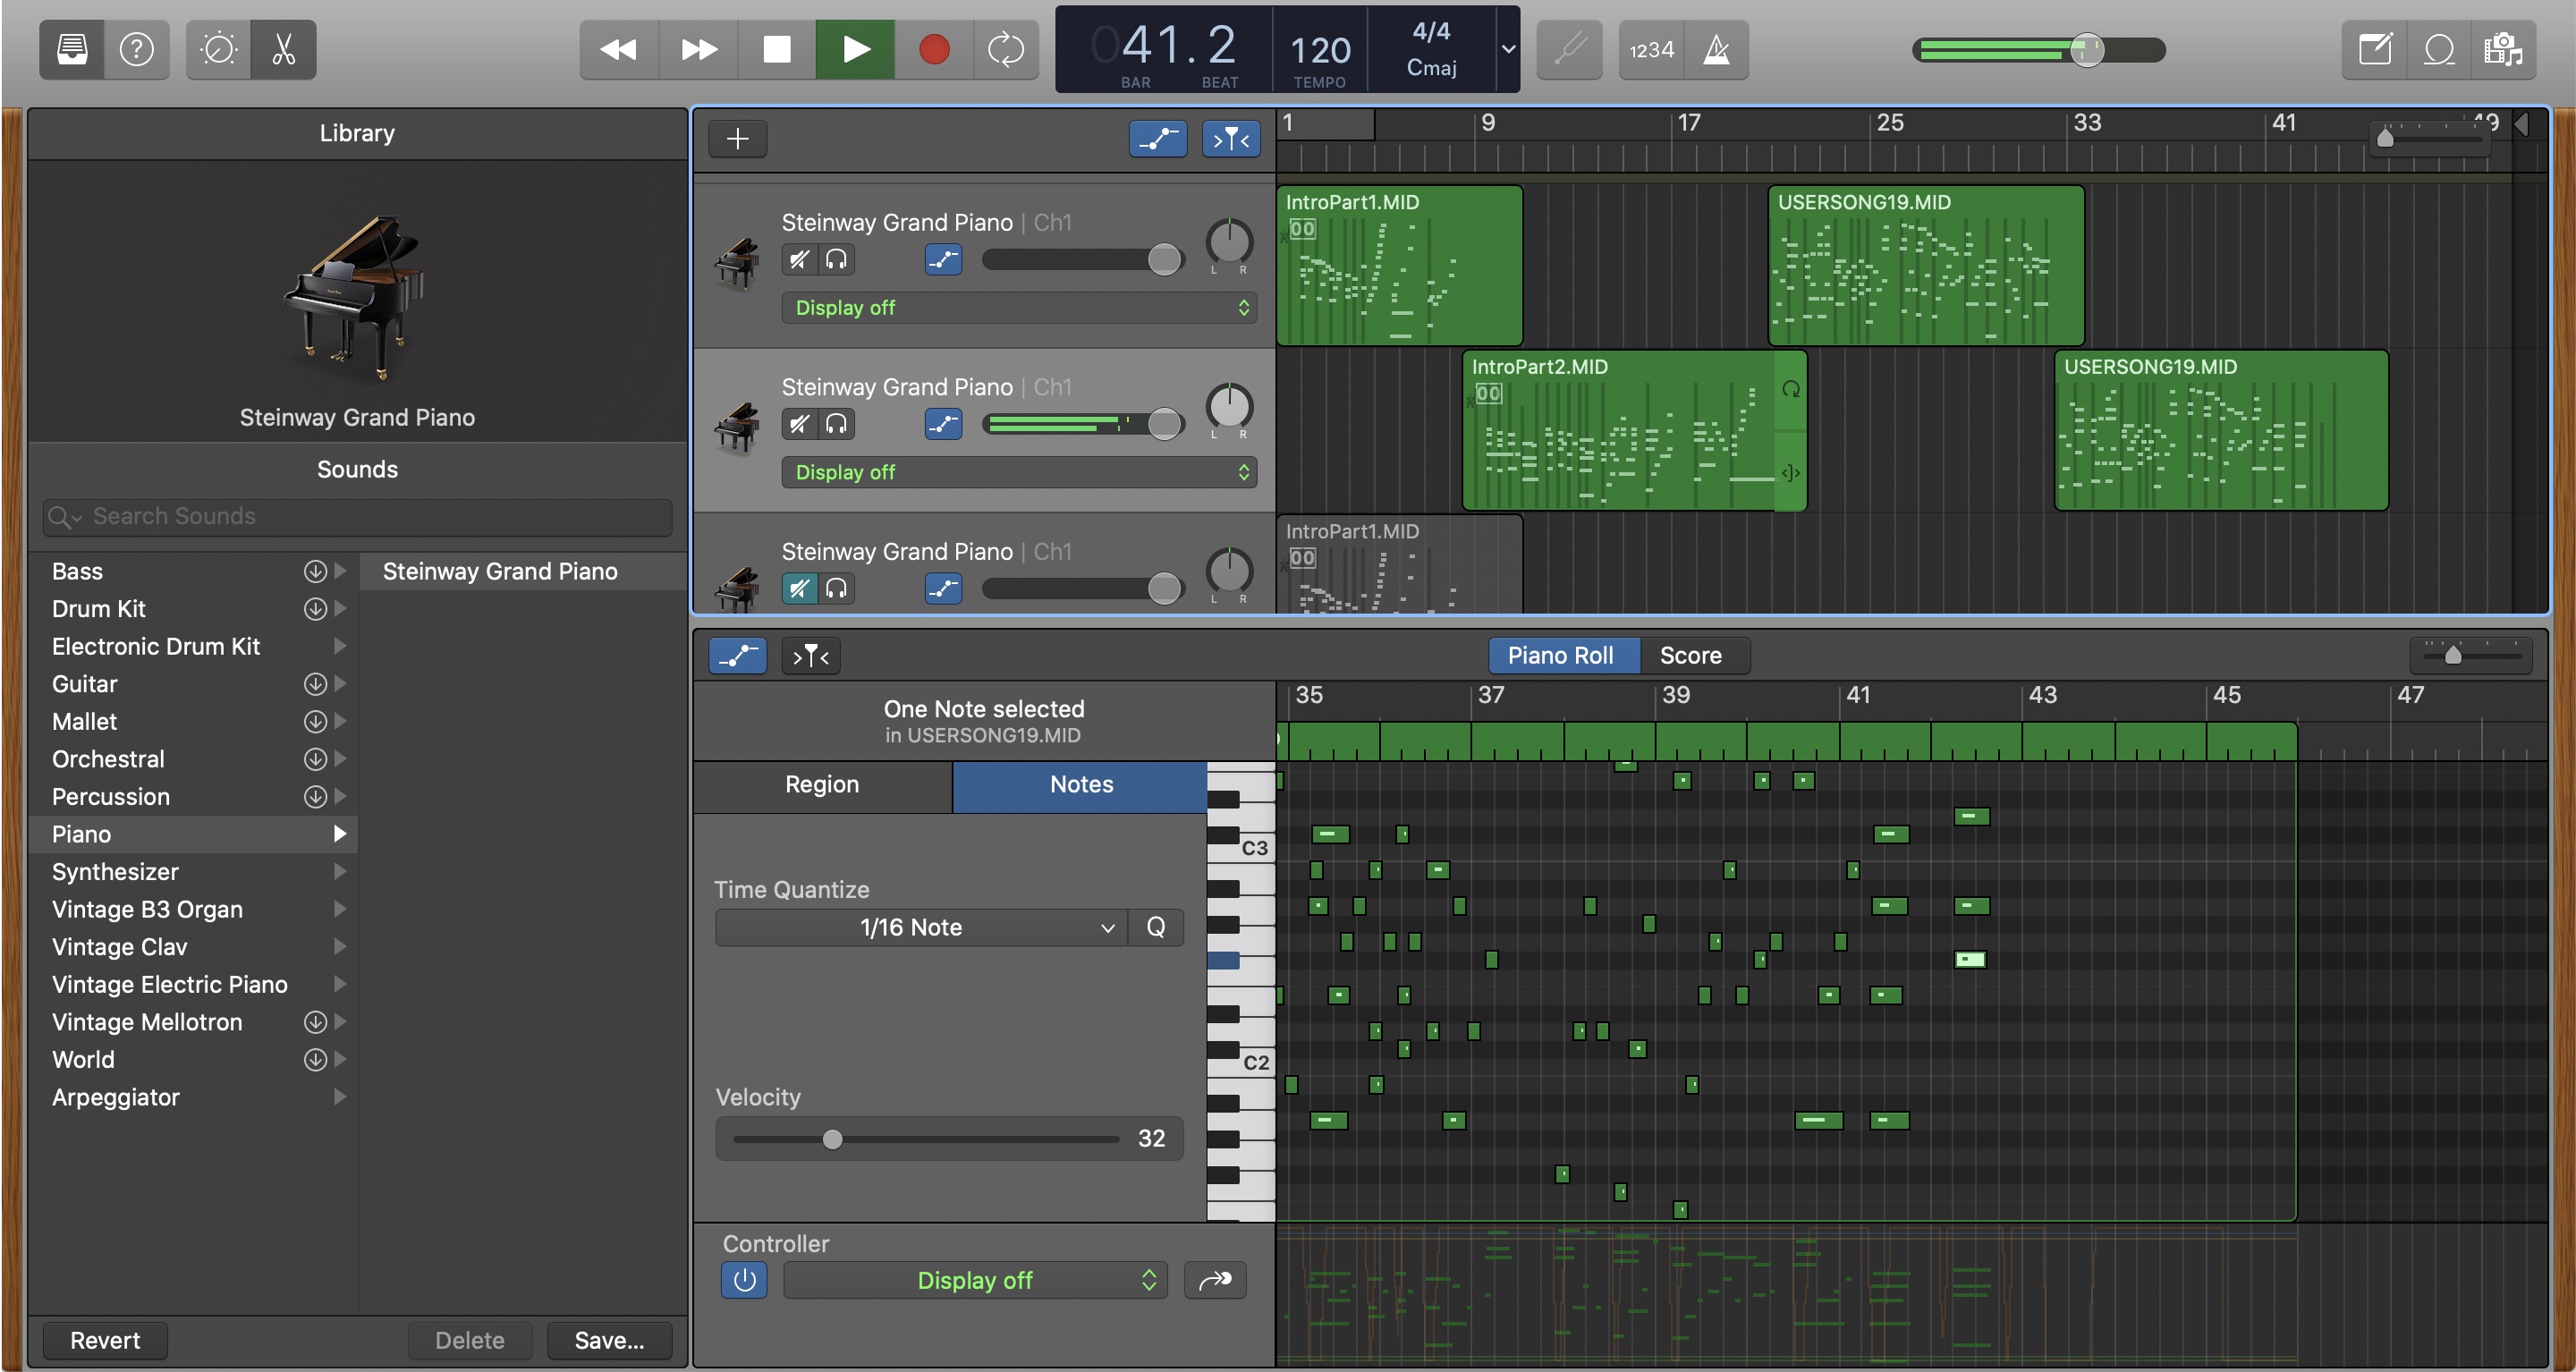 041.2
BAR
BEAT
120
TEMPO
4/4
Cmaj
1234
Library
Steinway Grand Piano
Sounds
Search Sounds
Bass
Drum Kit
Electronic Drum Kit
Guitar
Mallet
Orchestral
Percussion
Piano
Synthesizer
Vintage B3 Organ
Vintage Clav
Vintage Electric Piano
Vintage Mellotron
World
Arpeggiator
Steinway Grand Piano
Revert
Delete
Save...
1 9 17 25 33 41 49
Steinway Grand Piano | Ch1
L R
Display off
IntroPart1.MID
00
USERSONG19.MID
Steinway Grand Piano | Ch1
L R
Display off
IntroPart2.MID
00
USERSONG19.MID
Steinway Grand Piano | Ch1
L R
IntroPart1.MID
00
Piano Roll
Score
One Note selected
in USERSONG19.MID
35 37 39 41 43 45 47
Region
Notes
Time Quantize
1/16 Note
Q
Velocity
32
C3
C2
Controller
Display off